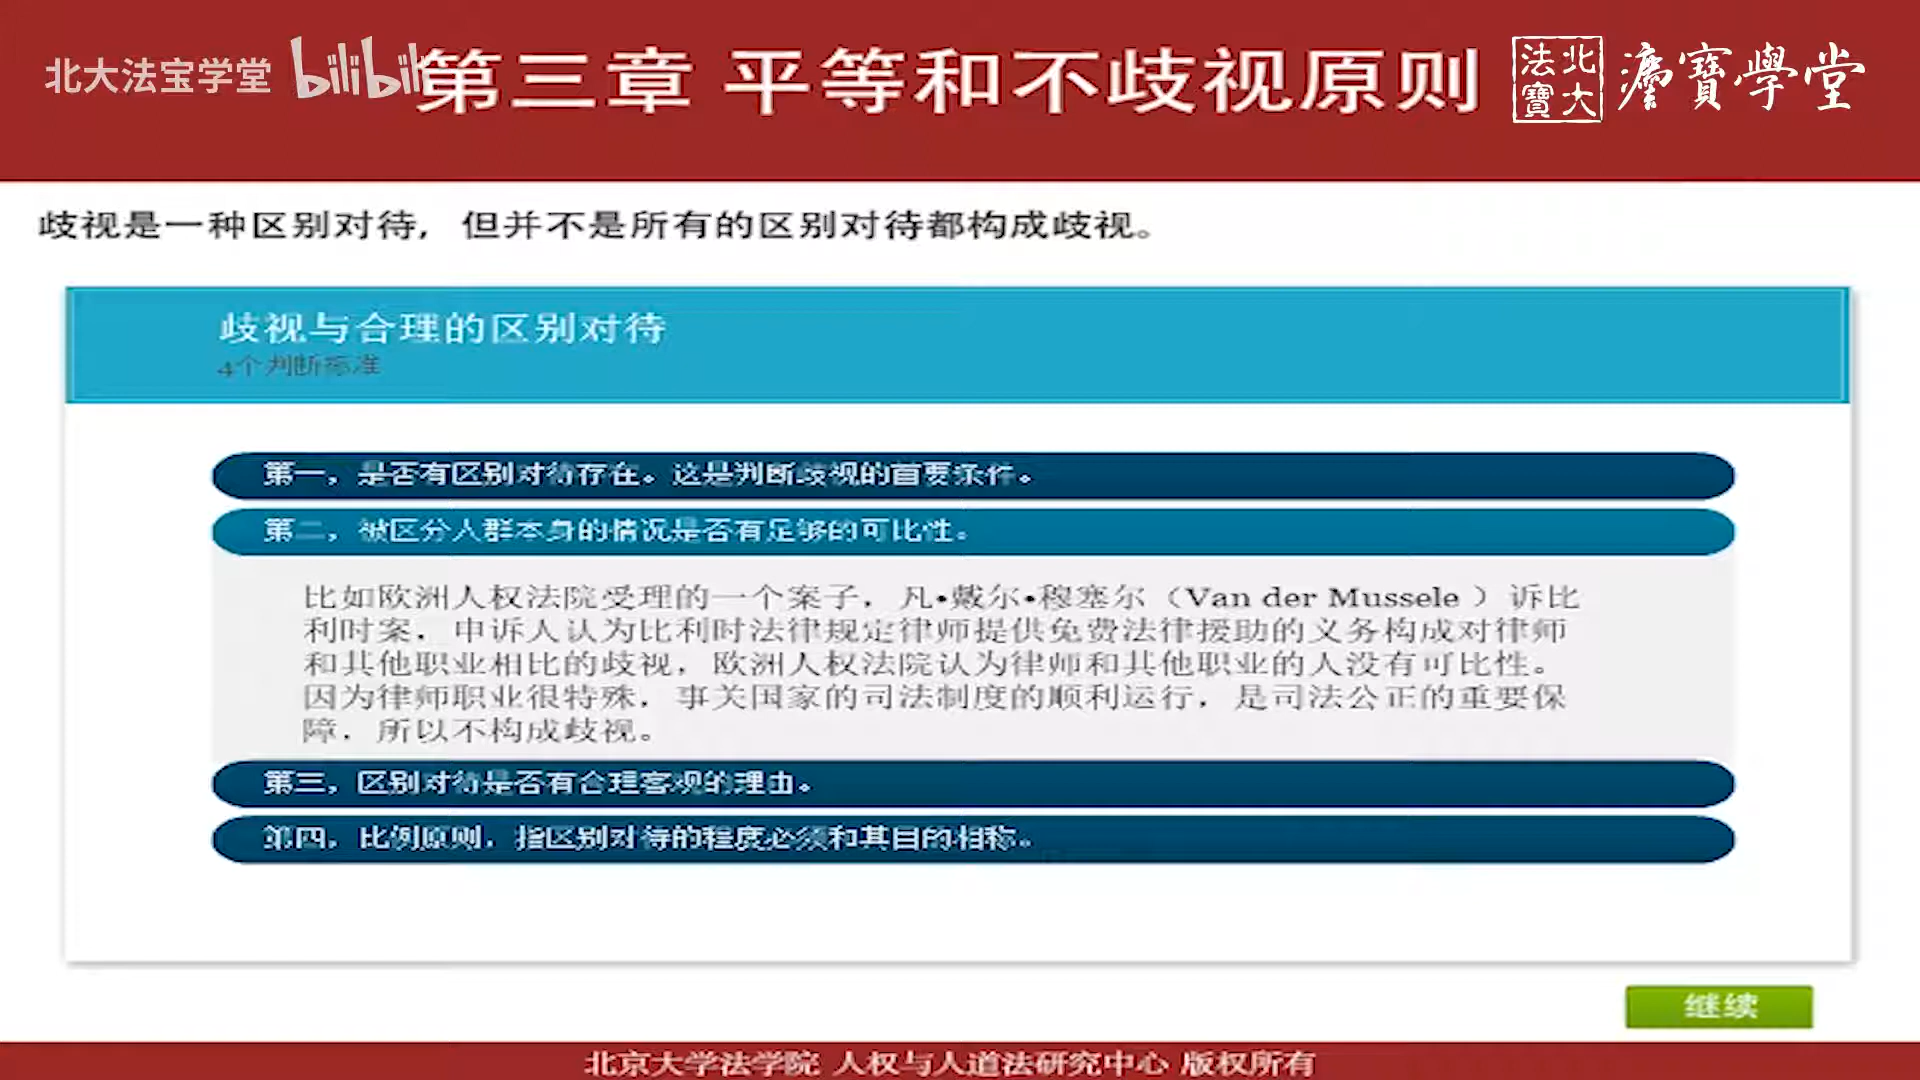 北大法宝学堂 bilibili
第三章 平等和不歧视原则
北大法寶 法寶學堂
歧视是一种区别对待，但并不是所有的区别对待都构成歧视。
歧视与合理的区别对待
4个判断标准
第一，是否有区别对待存在。这是判断歧视的首要条件。
第二，被区分人群本身的情况是否有足够的可比性。
比如欧洲人权法院受理的一个案子，凡•戴尔•穆塞尔（Van der Mussele ）诉比
利时案，申诉人认为比利时法律规定律师提供免费法律援助的义务构成对律师
和其他职业相比的歧视，欧洲人权法院认为律师和其他职业的人没有可比性。
因为律师职业很特殊，事关国家的司法制度的顺利运行，是司法公正的重要保
障，所以不构成歧视。
第三，区别对待是否有合理客观的理由。
第四，比例原则，指区别对待的程度必须和其目的相称。
继续
北京大学法学院 人权与人道法研究中心 版权所有